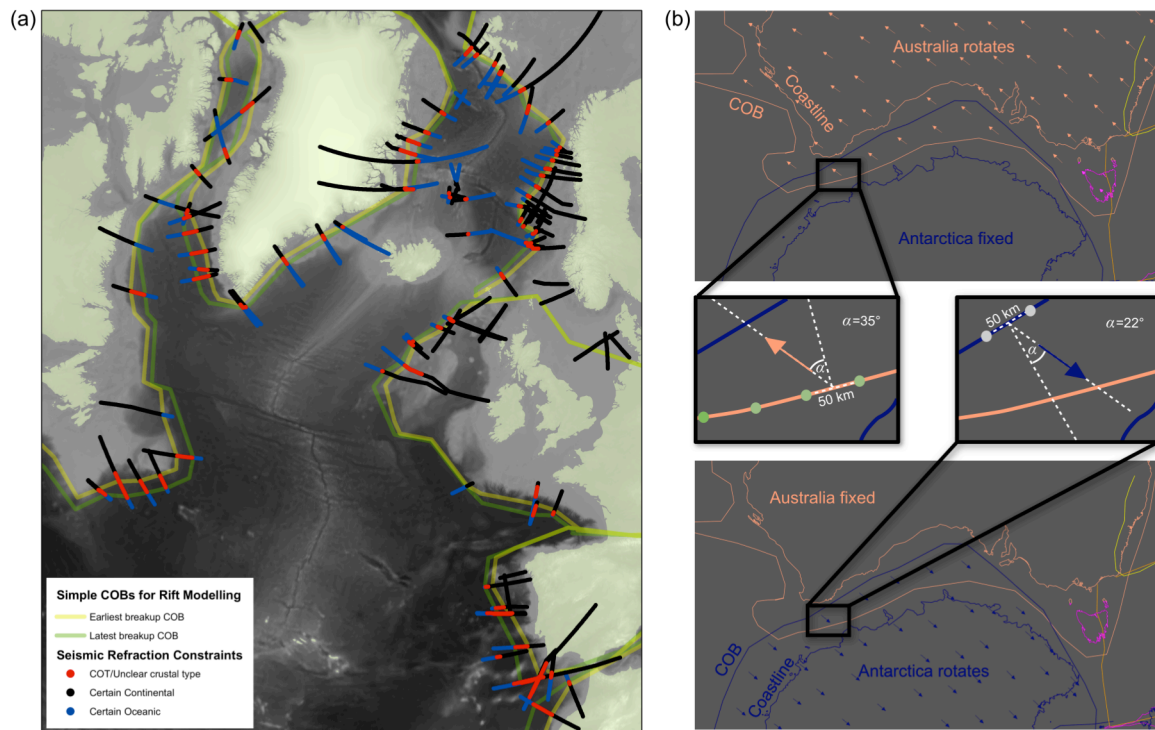 (a)
Simple COBs for Rift Modelling
Earliest breakup COB
Latest breakup COB
Seismic Refraction Constraints
COT/Unclear crustal type
Certain Continental
Certain Oceanic
(b)
Australia rotates
COB
Coastline
Antarctica fixed
α=35°
α
50 km
50 km
α=22°
α
Australia fixed
COB
Coastline
Antarctica rotates